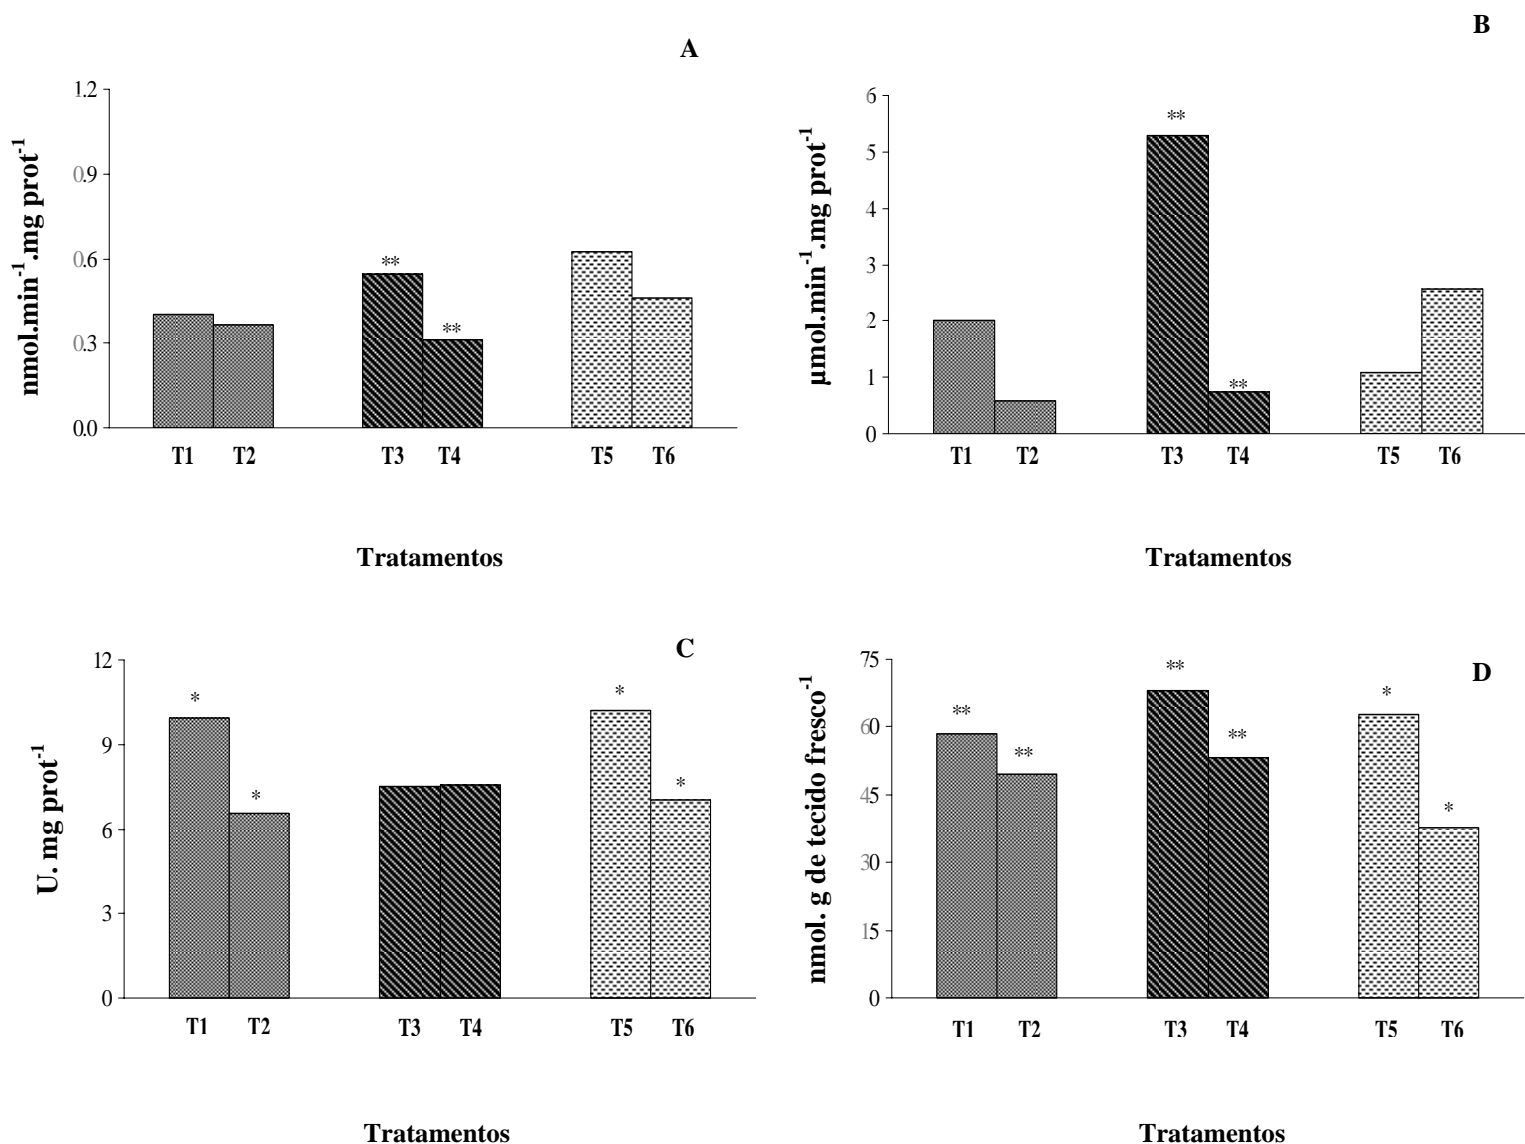 A
1.2
0.9
0.6
0.3
0.0
nmol.min-1.mg prot-1
**
**
T1 T2 T3 T4 T5 T6
Tratamentos
B
6
5
4
3
2
1
0
µmol.min-1.mg prot-1
**
**
T1 T2 T3 T4 T5 T6
Tratamentos
C
12
9
6
3
0
U. mg prot-1
*
*
*
*
T1 T2 T3 T4 T5 T6
Tratamentos
D
75
60
45
30
15
0
nmol. g de tecido fresco-1
**
**
**
**
*
*
T1 T2 T3 T4 T5 T6
Tratamentos